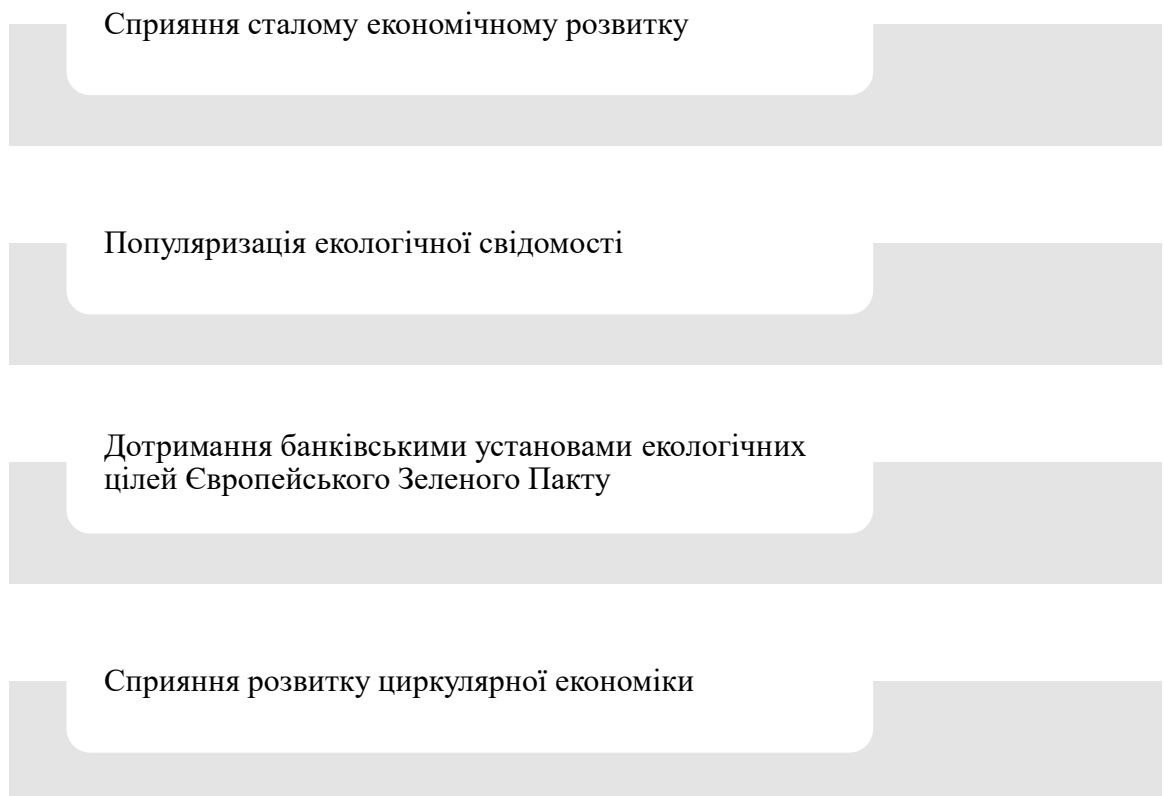 Сприяння сталому економічному розвитку
Популяризація екологічної свідомості
Дотримання банківськими установами екологічних
цілей Європейського Зеленого Пакту
Сприяння розвитку циркулярної економіки